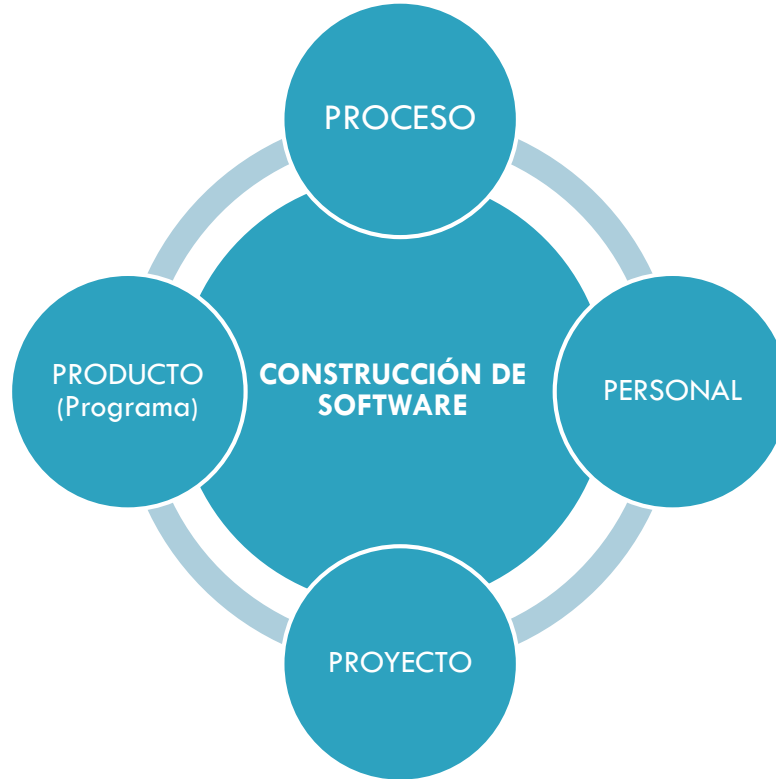 PROCESO
PRODUCTO
(Programa)
CONSTRUCCIÓN DE
SOFTWARE
PERSONAL
PROYECTO